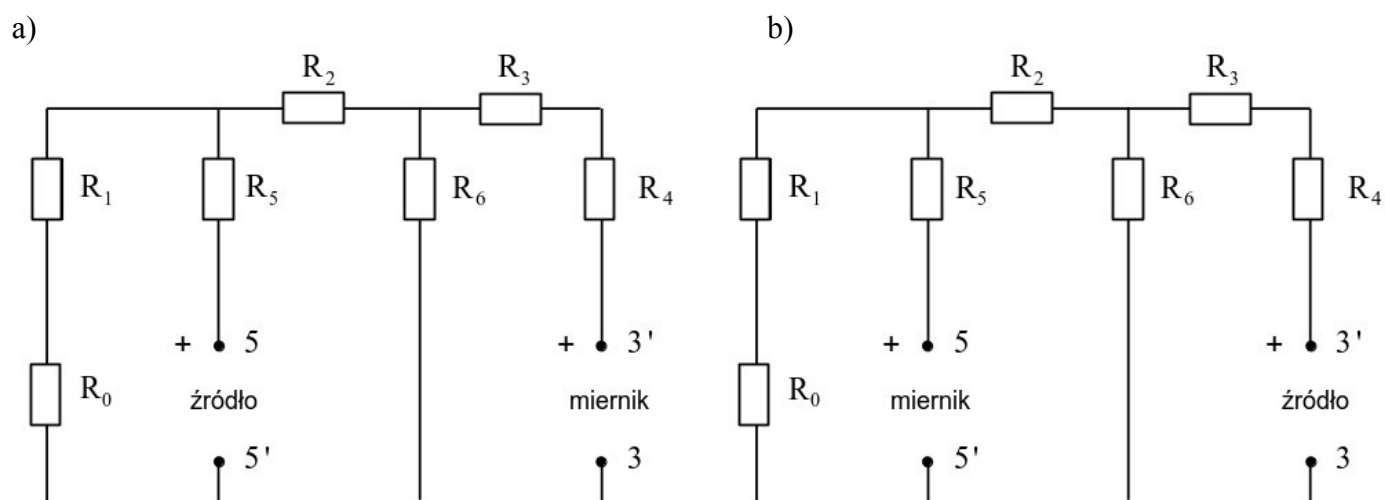 a) b)
R₂ R₃ R₂ R₃
R₁ R₅ R₆ R₄ R₁ R₅ R₆ R₄
+ 5 + 3' + 5 + 3'
R₀ źródło miernik R₀ miernik źródło
5' 3 5' 3